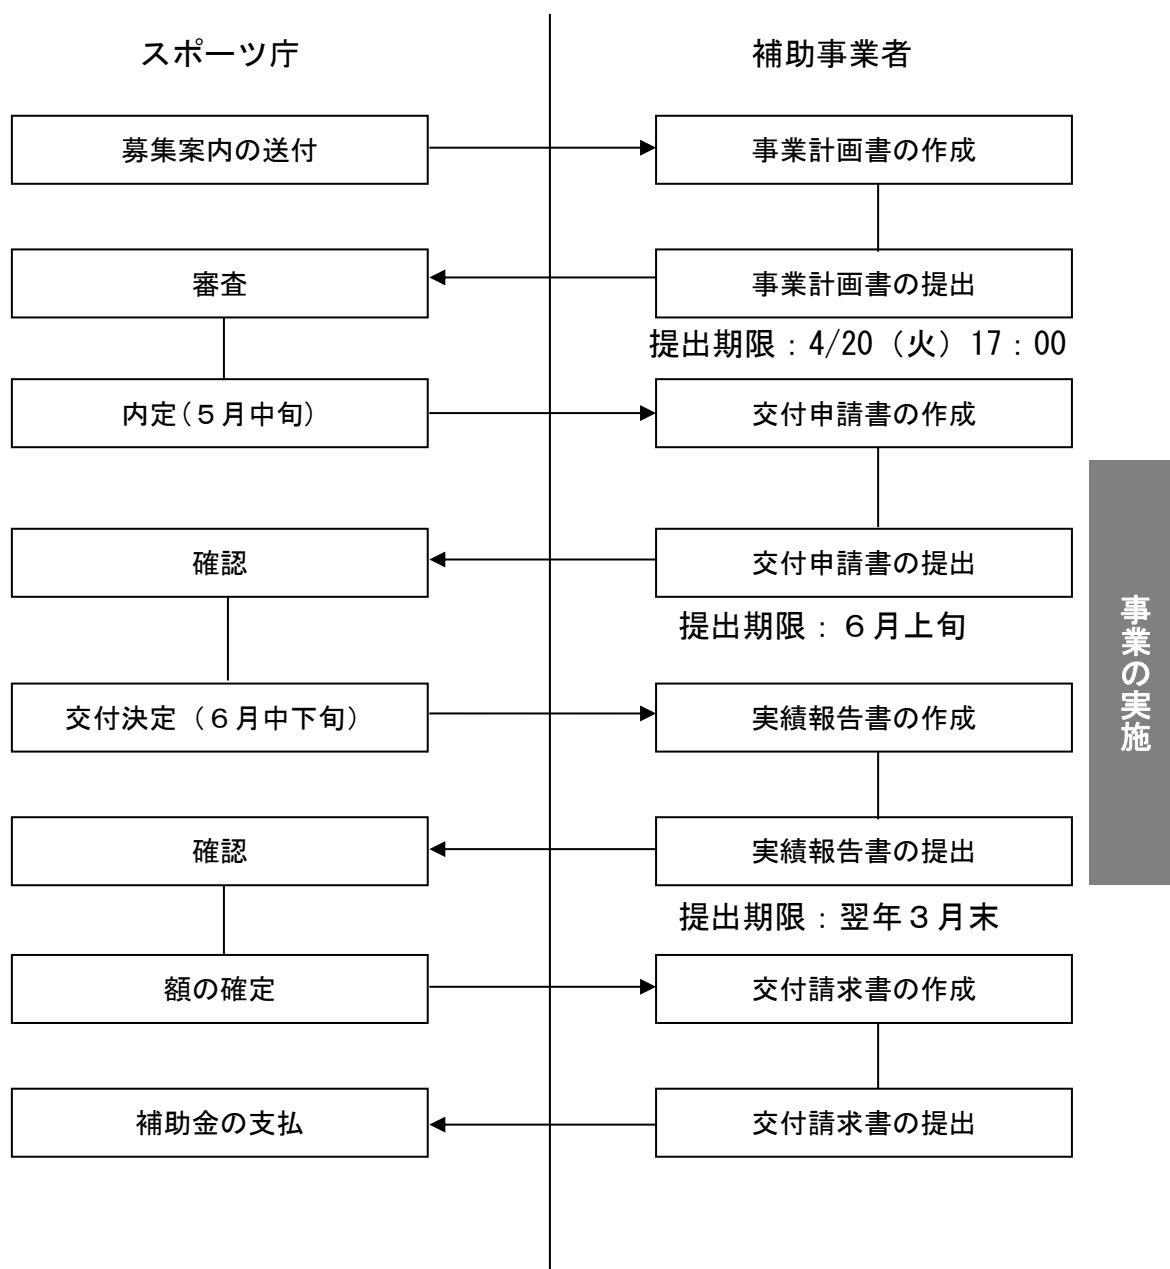 スポーツ庁
補助事業者
募集案内の送付
事業計画書の作成
審査
事業計画書の提出
提出期限：4/20（火）17：00
内定（５月中旬）
交付申請書の作成
確認
交付申請書の提出
提出期限：６月上旬
交付決定（６月中下旬）
実績報告書の作成
確認
実績報告書の提出
提出期限：翌年３月末
額の確定
交付請求書の作成
補助金の支払
交付請求書の提出
事業の実施